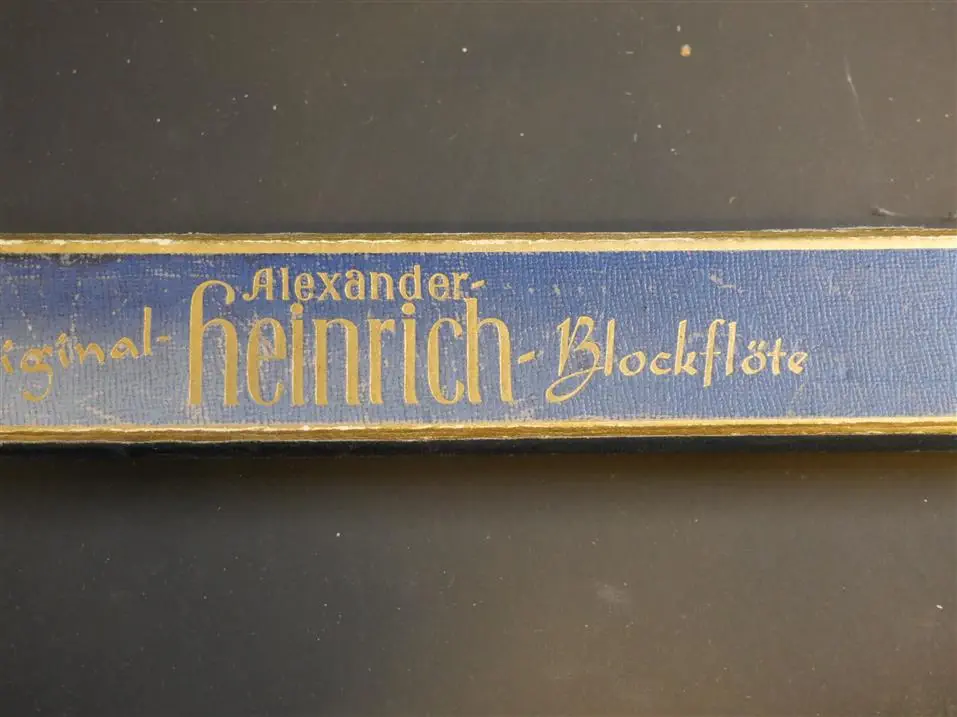 iginal-
Alexander-
heinrich-Blockflöte